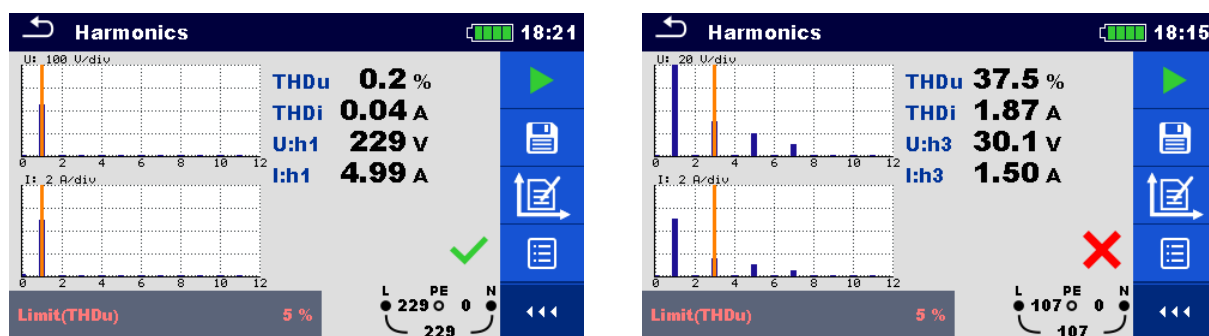 Harmonics 18:21
U: 100 V/div
THDu 0.2 %
THDi 0.04 A
U:h1 229 V
0 2 4 6 8 10 12
I:h1 4.99 A
I: 2 A/div
0 2 4 6 8 10 12
Limit(THDu) 5 %
L PE N
229 0
229
Harmonics 18:15
U: 20 V/div
THDu 37.5 %
THDi 1.87 A
U:h3 30.1 V
0 2 4 6 8 10 12
I:h3 1.50 A
I: 2 A/div
0 2 4 6 8 10 12
Limit(THDu) 5 %
L PE N
107 0
107